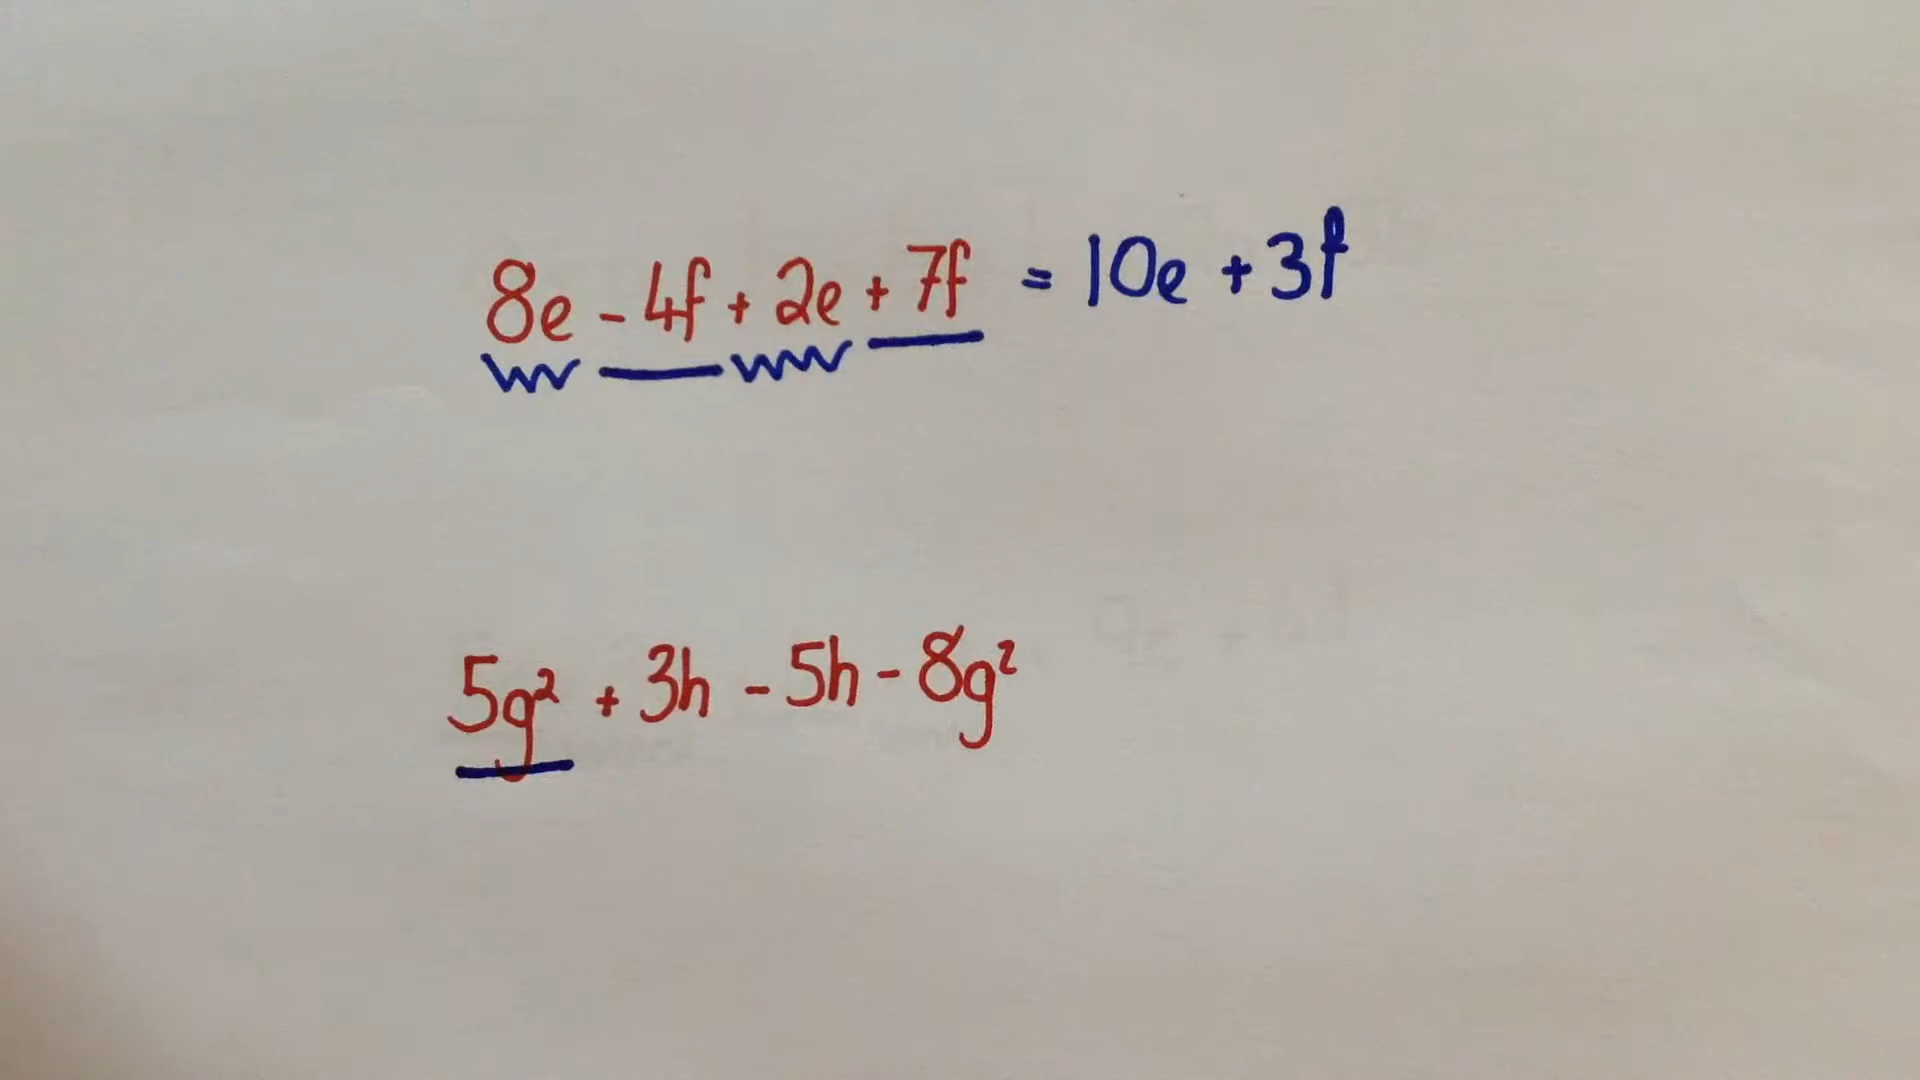 8e - 4f + 2e + 7f = 10e + 3f
5g² + 3h - 5h - 8g²